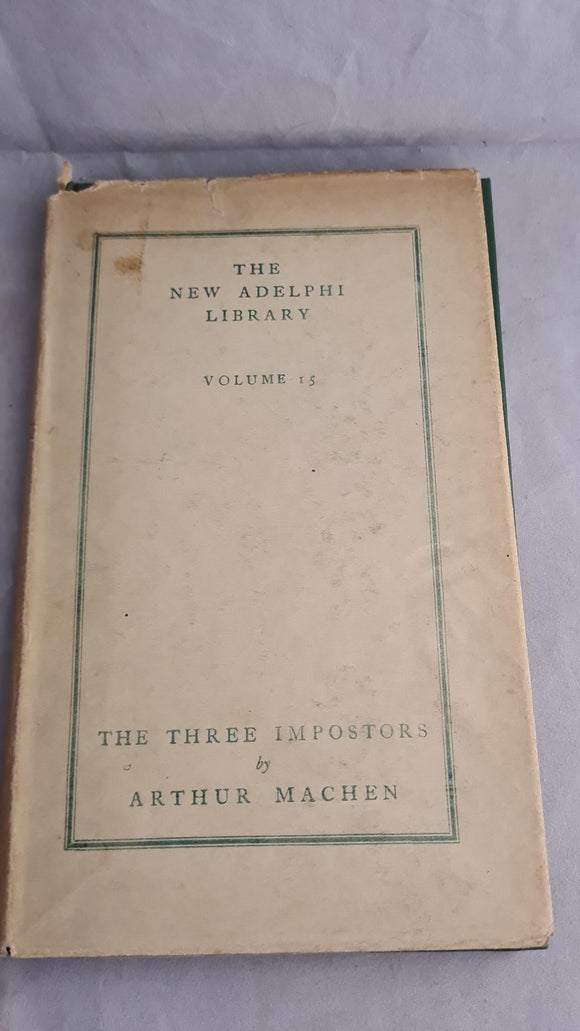 THE
NEW ADELPHI
LIBRARY
VOLUME 15
THE THREE IMPOSTORS
by
ARTHUR MACHEN